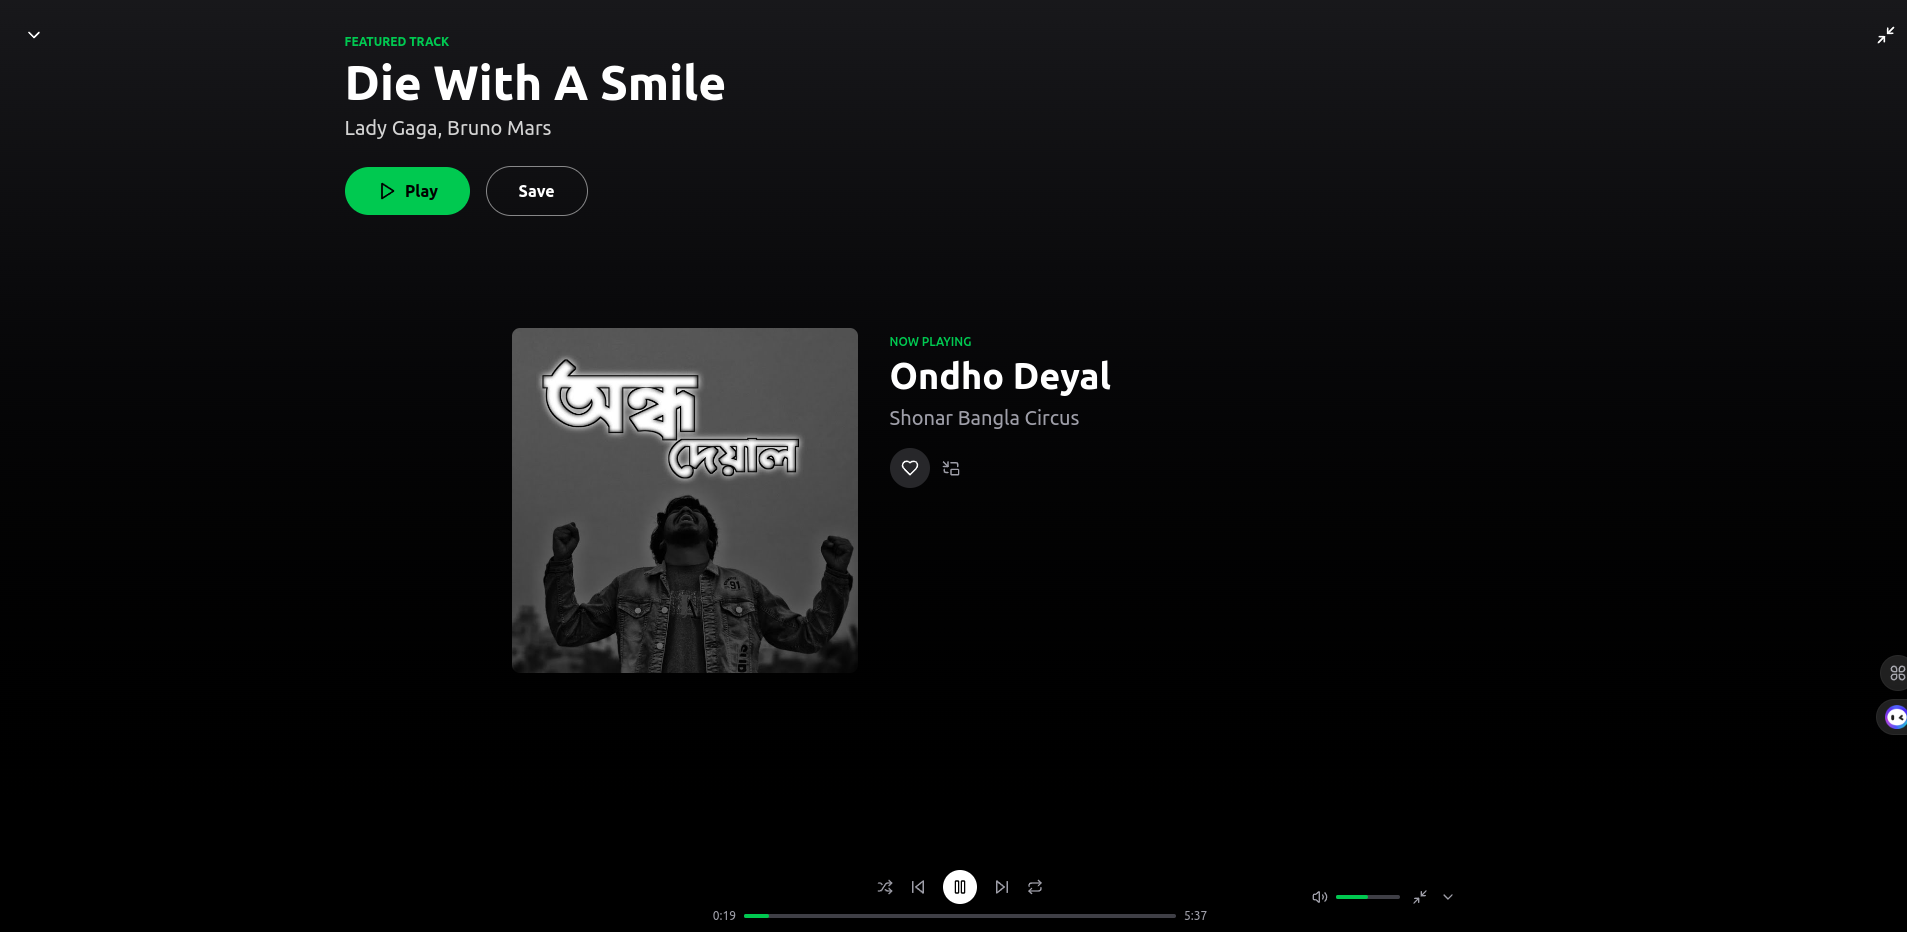 FEATURED TRACK
Die With A Smile
Lady Gaga, Bruno Mars
Play
Save
অন্ধ
দেয়াল
NOW PLAYING
Ondho Deyal
Shonar Bangla Circus
0:19
5:37